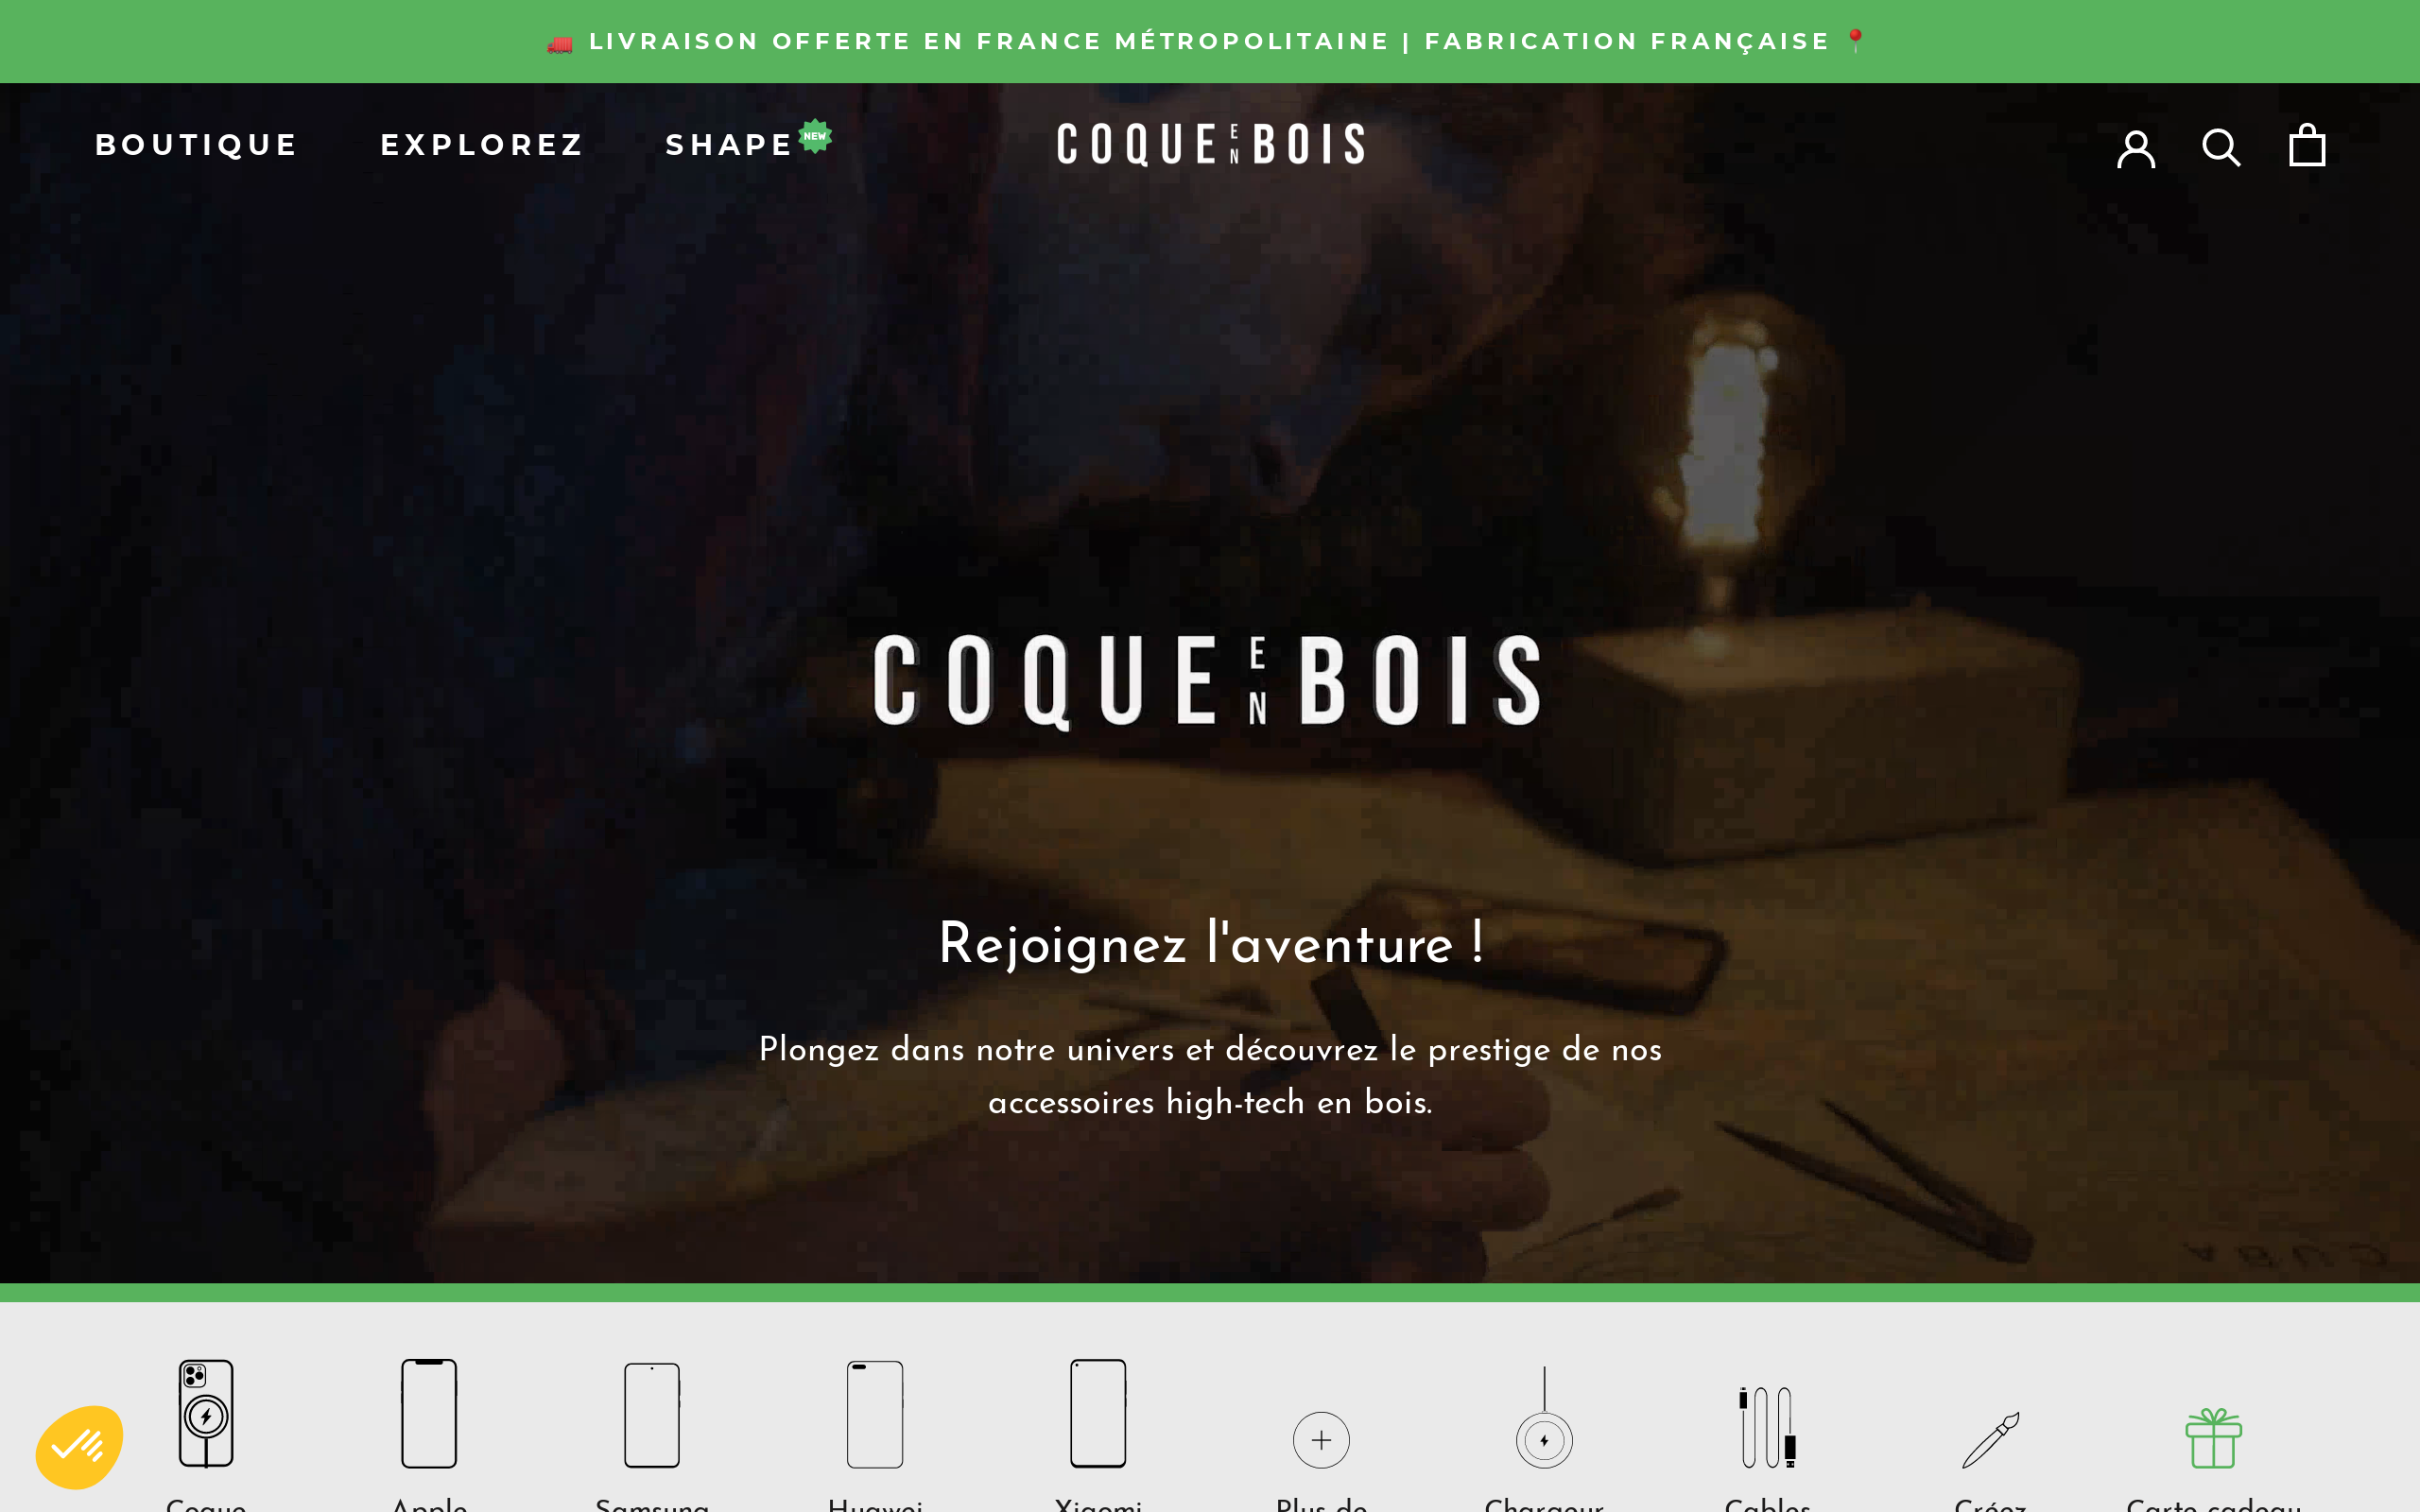 🚛 LIVRAISON OFFERTE EN FRANCE MÉTROPOLITAINE | FABRICATION FRANÇAISE 📍
BOUTIQUE EXPLOREZ SHAPE NEW
COQUE EN BOIS
COQUE EN BOIS
Rejoignez l'aventure !
Plongez dans notre univers et découvrez le prestige de nos
accessoires high-tech en bois.
CUBA
Coque Apple Samsung Huawei Xiaomi Plus de Chargeur Cables Créez Carte cadeau